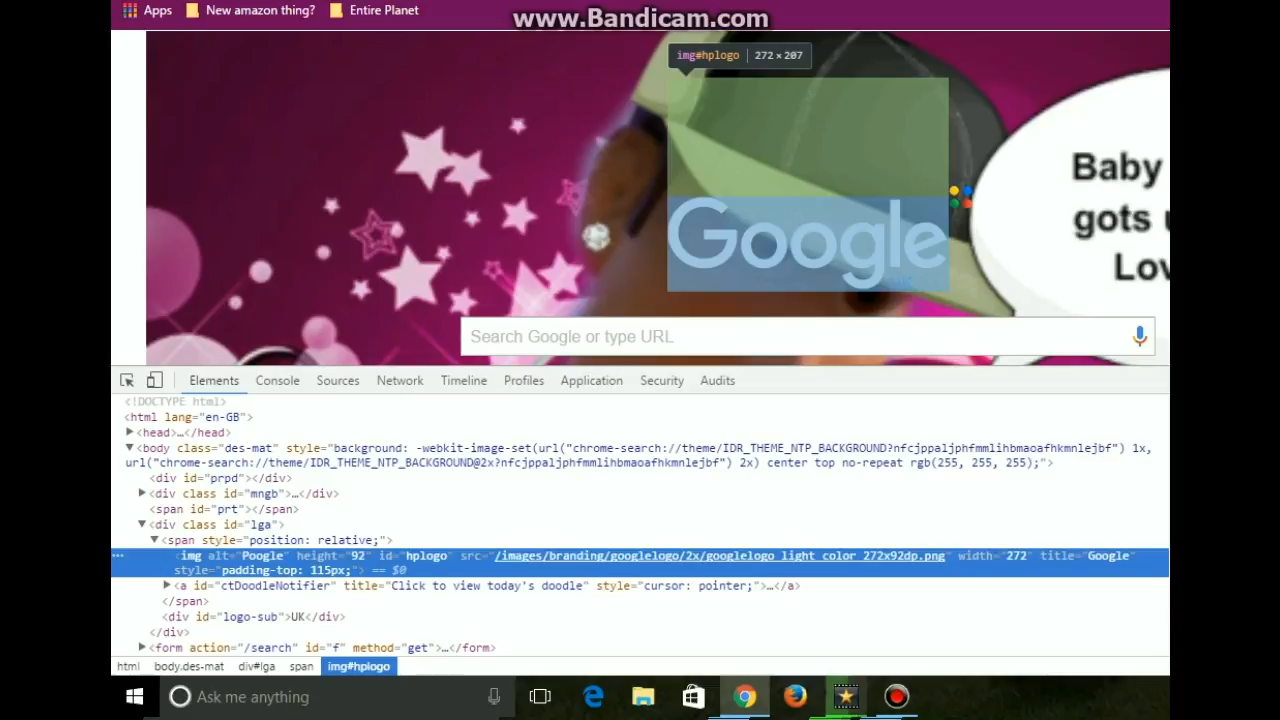 Apps New amazon thing? Entire Planet
www.Bandicam.com
img#hplogo 272 × 207
Baby
gots u
Lov
Google
Search Google or type URL
Elements Console Sources Network Timeline Profiles Application Security Audits
<!DOCTYPE html>
<html lang="en-GB">
<head>…</head>
<body class="des-mat" style="background: -webkit-image-set(url("chrome-search://theme/IDR_THEME_NTP_BACKGROUND?nfcjppaljphfmmlihbmaoafhkmnlejbf") 1x,
url("chrome-search://theme/IDR_THEME_NTP_BACKGROUND@2x?nfcjppaljphfmmlihbmaoafhkmnlejbf") 2x) center top no-repeat rgb(255, 255, 255);">
<div id="prpd"></div>
<div class id="mngb">…</div>
<span id="prt"></span>
<div class id="lga">
<span style="position: relative;">
… <img alt="Poogle" height="92" id="hplogo" src="/images/branding/googlelogo/2x/googlelogo_light_color_272x92dp.png" width="272" title="Google"
style="padding-top: 115px;"> == $0
<a id="ctDoodleNotifier" title="Click to view today's doodle" style="cursor: pointer;">…</a>
</span>
<div id="logo-sub">UK</div>
</div>
<form action="/search" id="f" method="get">…</form>
html body.des-mat div#lga span img#hplogo
Ask me anything